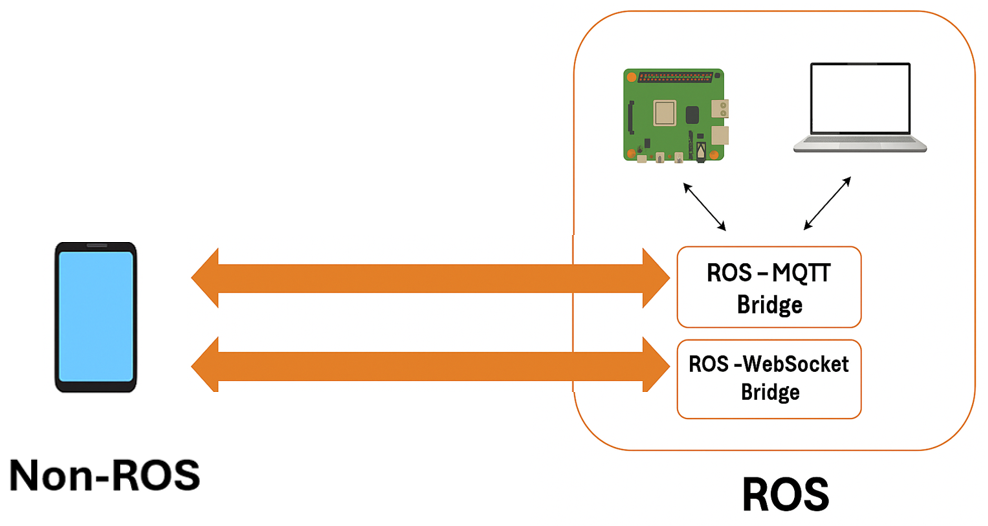 ROS – MQTT
Bridge
ROS -WebSocket
Bridge
Non-ROS
ROS